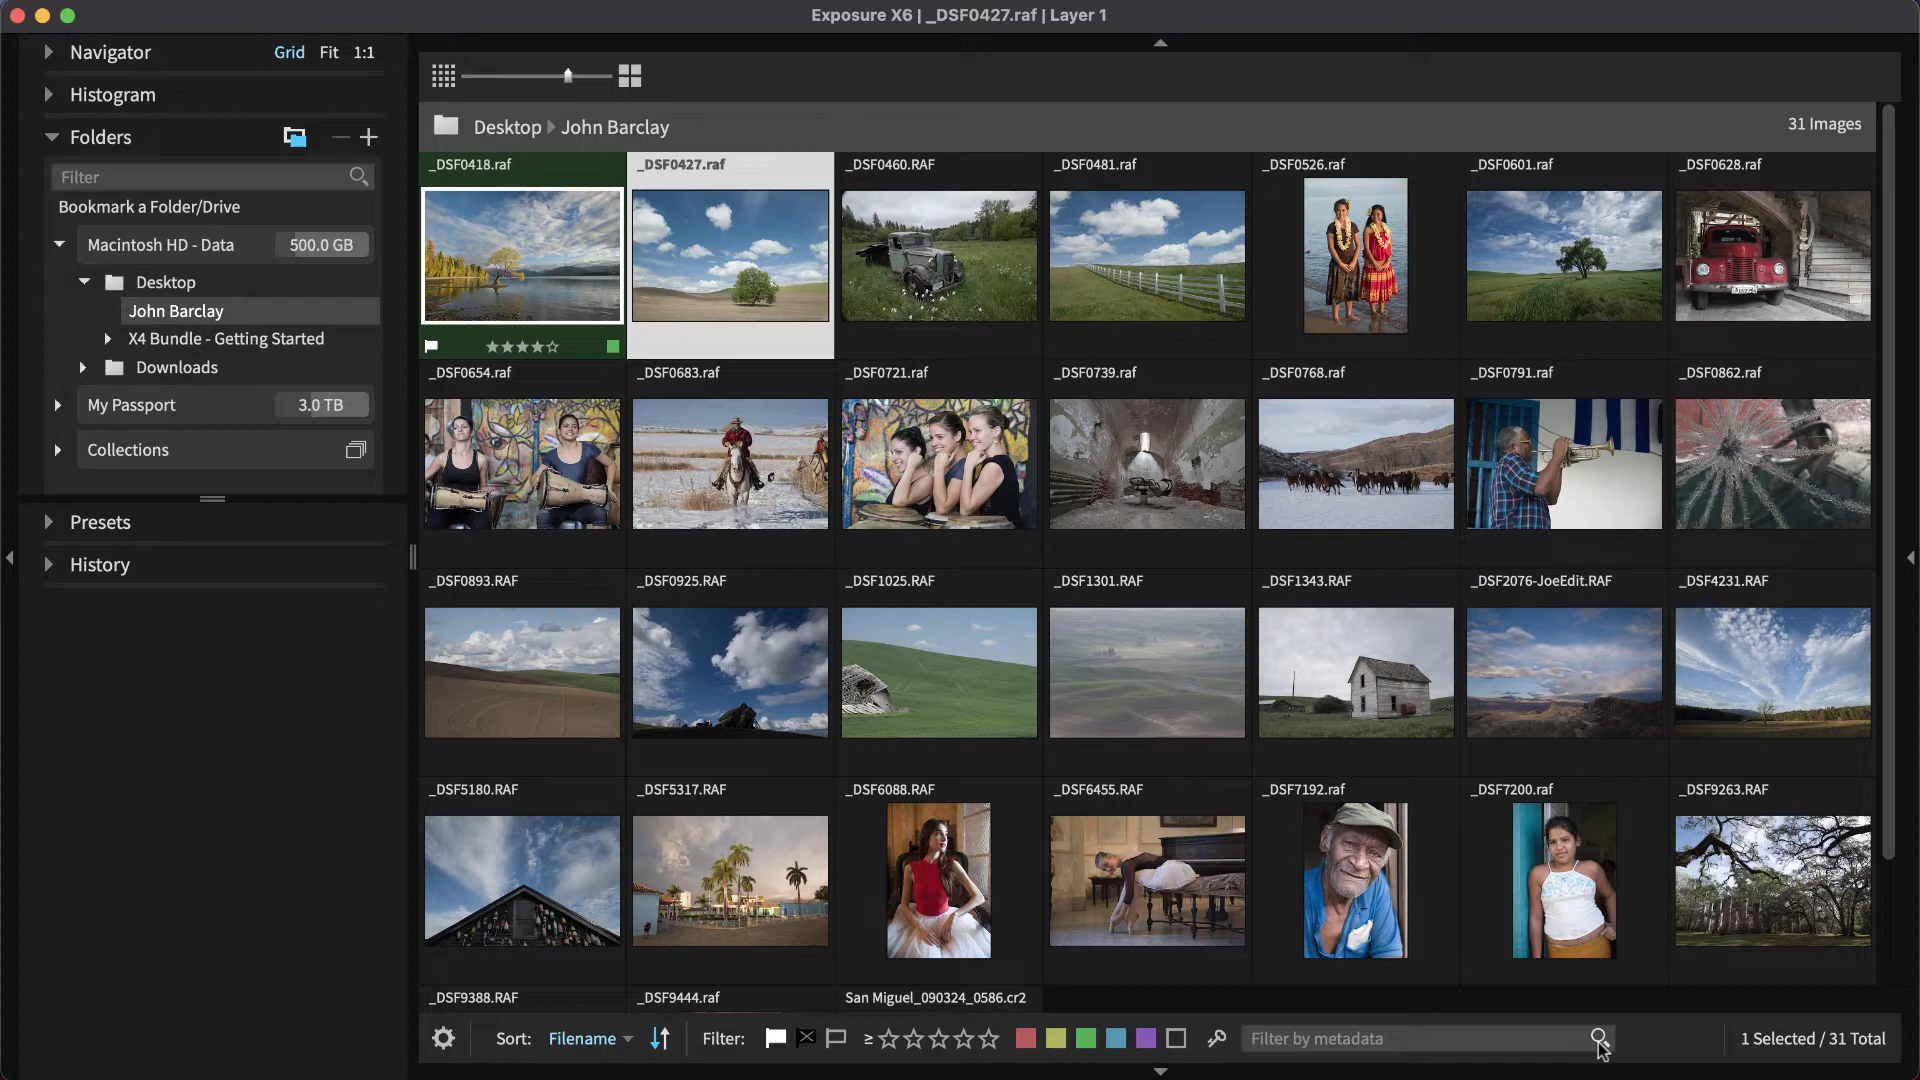 Exposure X6 | _DSF0427.raf | Layer 1
Navigator Grid Fit 1:1
Histogram
Folders
Filter
Bookmark a Folder/Drive
Macintosh HD - Data 500.0 GB
Desktop
John Barclay
X4 Bundle - Getting Started
Downloads
My Passport 3.0 TB
Collections
Presets
History
Desktop John Barclay 31 Images
_DSF0418.raf _DSF0427.raf _DSF0460.RAF _DSF0481.raf _DSF0526.raf _DSF0601.raf _DSF0628.raf
_DSF0654.raf _DSF0683.raf _DSF0721.raf _DSF0739.raf _DSF0768.raf _DSF0791.raf _DSF0862.raf
_DSF0893.RAF _DSF0925.RAF _DSF1025.RAF _DSF1301.RAF _DSF1343.RAF _DSF2076-JoeEdit.RAF _DSF4231.RAF
_DSF5180.RAF _DSF5317.RAF _DSF6088.RAF _DSF6455.RAF _DSF7192.raf _DSF7200.raf _DSF9263.RAF
_DSF9388.RAF _DSF9444.raf San Miguel_090324_0586.cr2
Sort: Filename Filter: ≥ Filter by metadata 1 Selected / 31 Total